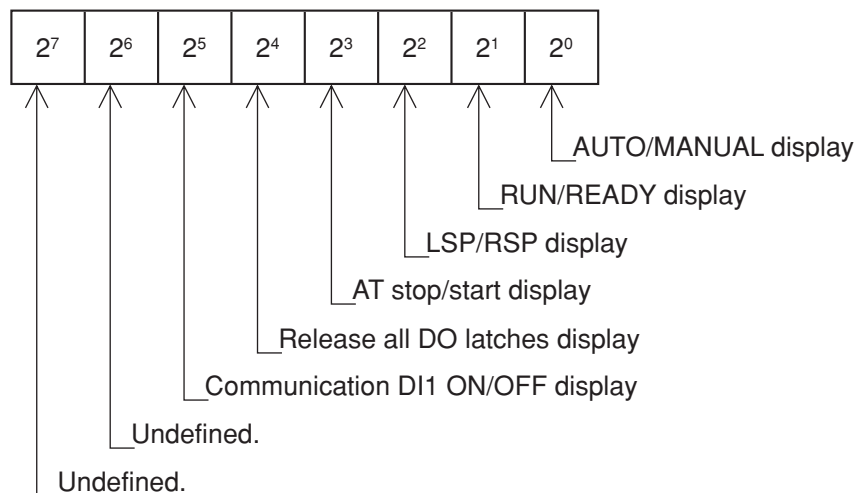 2⁷ 2⁶ 2⁵ 2⁴ 2³ 2² 2¹ 2⁰
AUTO/MANUAL display
RUN/READY display
LSP/RSP display
AT stop/start display
Release all DO latches display
Communication DI1 ON/OFF display
Undefined.
Undefined.